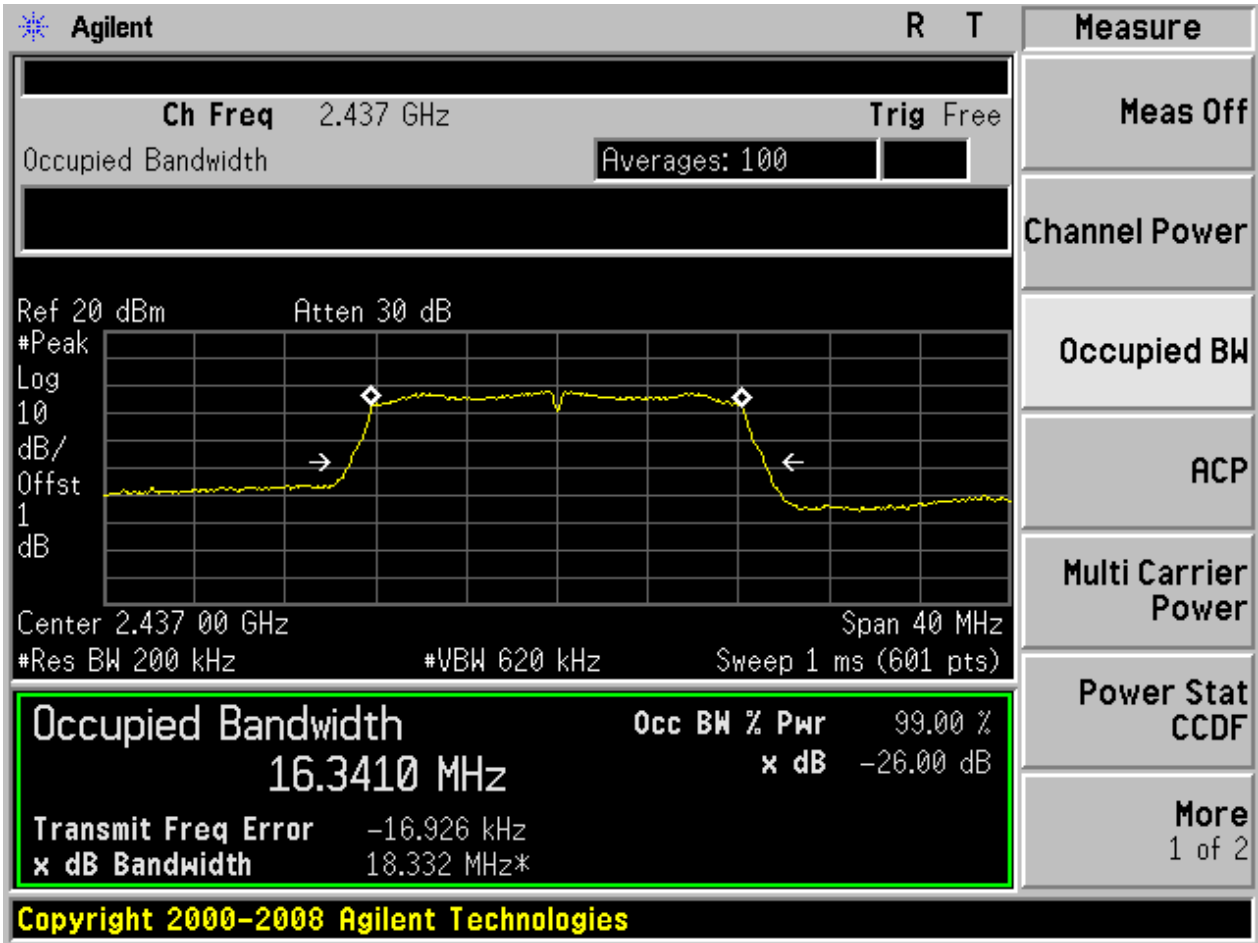 Agilent R T Measure
Ch Freq 2.437 GHz Trig Free
Occupied Bandwidth Averages: 100
Ref 20 dBm Atten 30 dB
#Peak
Log
10
dB/
Offst
1
dB
Center 2.437 00 GHz Span 40 MHz
#Res BW 200 kHz #VBW 620 kHz Sweep 1 ms (601 pts)
Occupied Bandwidth Occ BW % Pwr 99.00 %
16.3410 MHz x dB -26.00 dB
Transmit Freq Error -16.926 kHz
x dB Bandwidth 18.332 MHz*
Meas Off
Channel Power
Occupied BW
ACP
Multi Carrier
Power
Power Stat
CCDF
More
1 of 2
Copyright 2000-2008 Agilent Technologies